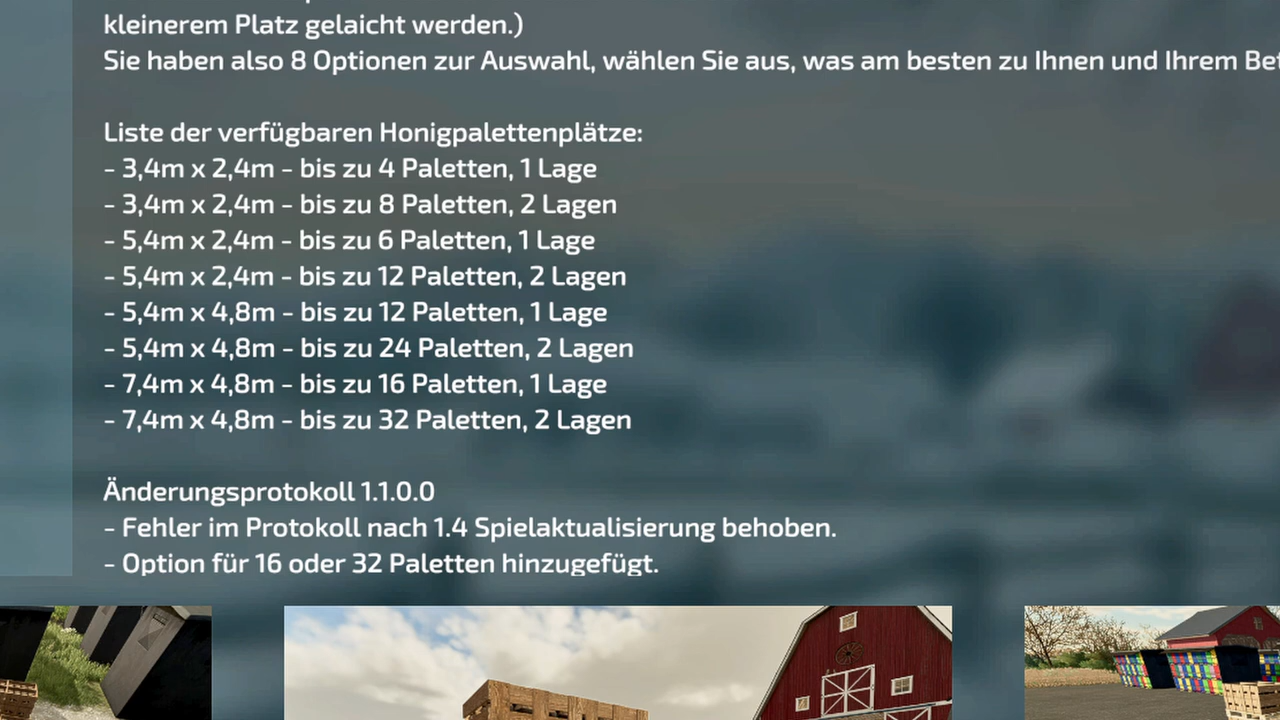 kleinerem Platz gelaicht werden.)
Sie haben also 8 Optionen zur Auswahl, wählen Sie aus, was am besten zu Ihnen und Ihrem
Liste der verfügbaren Honigpalettenplätze:
- 3,4m x 2,4m - bis zu 4 Paletten, 1 Lage
- 3,4m x 2,4m - bis zu 8 Paletten, 2 Lagen
- 5,4m x 2,4m - bis zu 6 Paletten, 1 Lage
- 5,4m x 2,4m - bis zu 12 Paletten, 2 Lagen
- 5,4m x 4,8m - bis zu 12 Paletten, 1 Lage
- 5,4m x 4,8m - bis zu 24 Paletten, 2 Lagen
- 7,4m x 4,8m - bis zu 16 Paletten, 1 Lage
- 7,4m x 4,8m - bis zu 32 Paletten, 2 Lagen
Änderungsprotokoll 1.1.0.0
- Fehler im Protokoll nach 1.4 Spielaktualisierung behoben.
- Option für 16 oder 32 Paletten hinzugefügt.